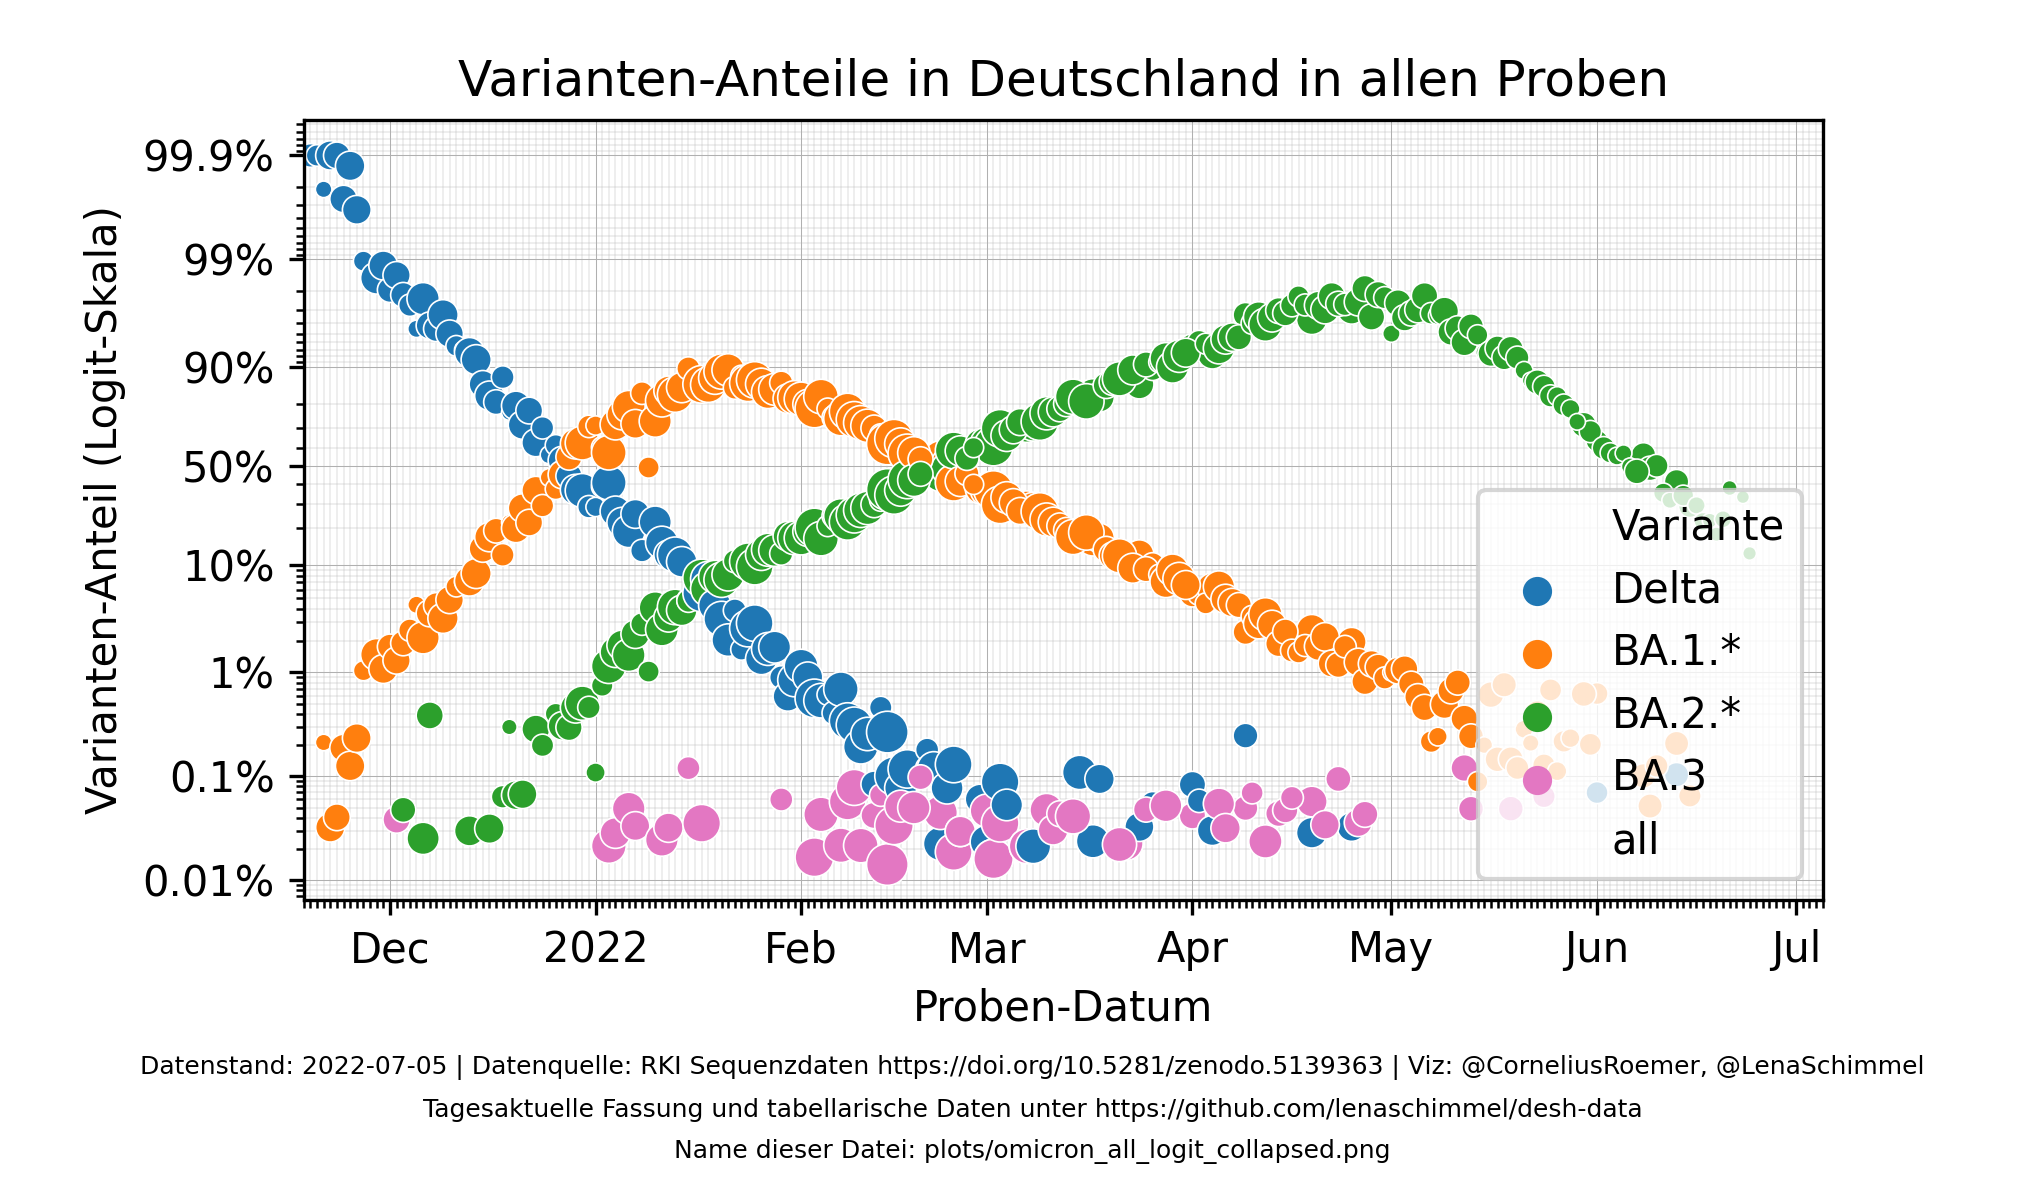 Varianten-Anteile in Deutschland in allen Proben
Varianten-Anteil (Logit-Skala)
99.9%
99%
90%
50%
10%
1%
0.1%
0.01%
Variante
Delta
BA.1.*
BA.2.*
BA.3
all
Dec 2022 Feb Mar Apr May Jun Jul
Proben-Datum
Datenstand: 2022-07-05 | Datenquelle: RKI Sequenzdaten https://doi.org/10.5281/zenodo.5139363 | Viz: @CorneliusRoemer, @LenaSchimmel
Tagesaktuelle Fassung und tabellarische Daten unter https://github.com/lenaschimmel/desh-data
Name dieser Datei: plots/omicron_all_logit_collapsed.png